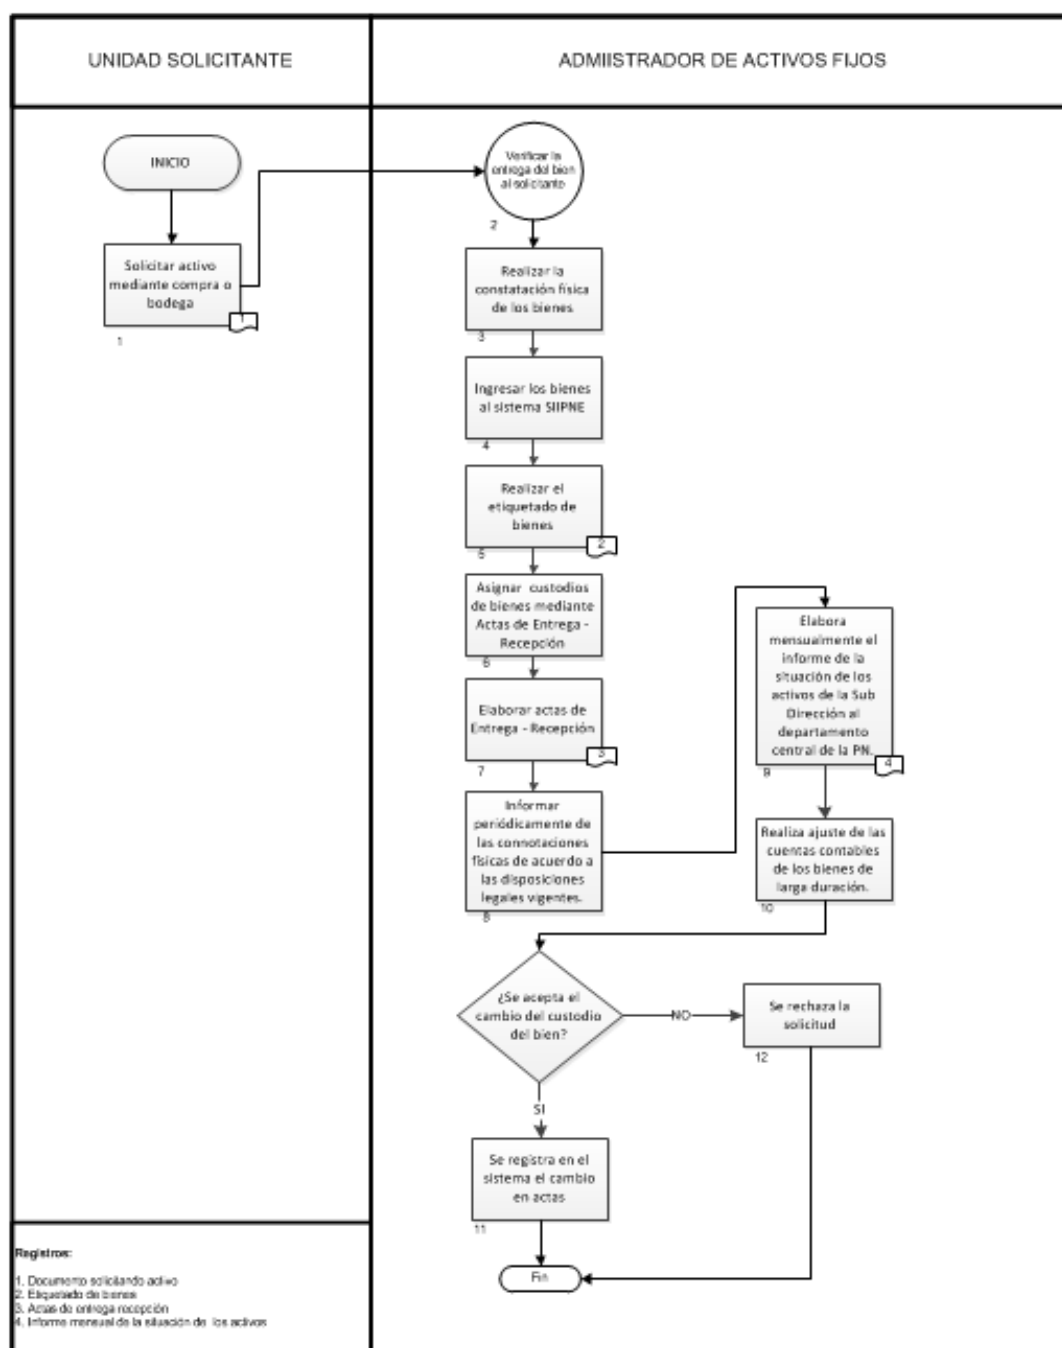 UNIDAD SOLICITANTE
ADMIISTRADOR DE ACTIVOS FIJOS
INICIO
Solicitar activo
mediante compra o
bodega
1
1
Verificar la
entrega del bien
al solicitante
2
Realizar la
constatación física
de los bienes
3
Ingresar los bienes
al sistema SIIPNE
4
Realizar el
etiquetado de
bienes
2
5
Asignar custodios
de bienes mediante
Actas de Entrega -
Recepción
6
Elaborar actas de
Entrega - Recepción
3
7
Informar
periódicamente de
las connotaciones
físicas de acuerdo a
las disposiciones
legales vigentes.
8
Elabora
mensualmente el
informe de la
situación de los
activos de la Sub
Dirección al
departamento
central de la PN.
4
9
Realiza ajuste de las
cuentas contables
de los bienes de
larga duración.
10
¿Se acepta el
cambio del custodio
del bien?
NO
Se rechaza la
solicitud
12
SI
Se registra en el
sistema el cambio
en actas
11
Fin
Registros:
1. Documento solicitando activo
2. Etiquetado de bienes
3. Actas de entrega recepción
4. Informe mensual de la situación de los activos